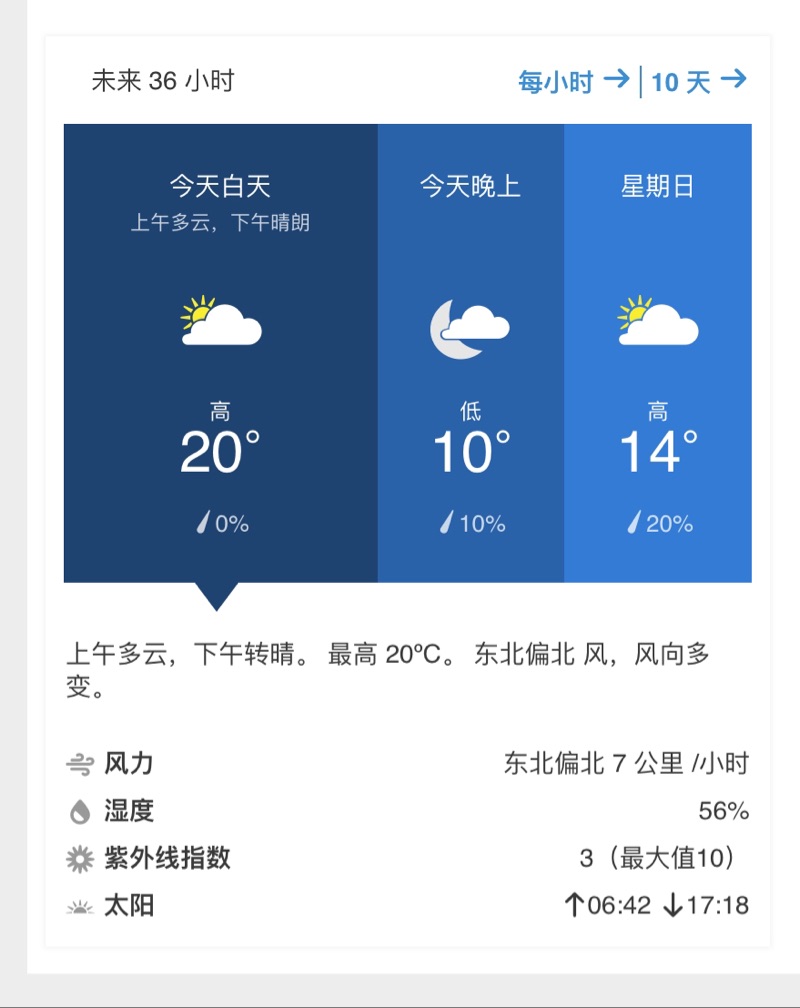 未来 36 小时
每小时 → | 10 天 →
今天白天
上午多云，下午晴朗
今天晚上
星期日
高
20°
0%
低
10°
10%
高
14°
20%
上午多云，下午转晴。 最高 20ºC。 东北偏北 风，风向多
变。
风力 东北偏北 7 公里 /小时
湿度 56%
紫外线指数 3（最大值10）
太阳 ↑06:42 ↓17:18